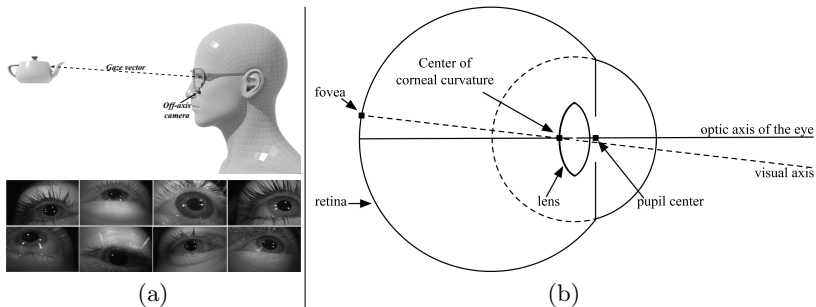 Gaze vector
Off-axis
camera
(a)
Center of
corneal curvature
fovea
optic axis of the eye
visual axis
retina
lens
pupil center
(b)